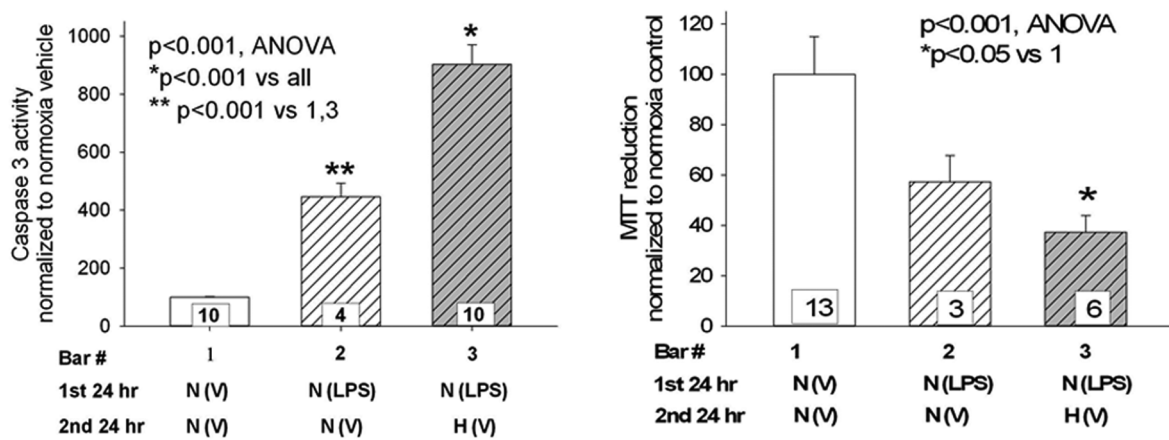 Caspase 3 activity
normalized to normoxia vehicle
1000
800
600
400
200
0
p<0.001, ANOVA
*p<0.001 vs all
** p<0.001 vs 1,3
**
*
10
4
10
Bar # 1 2 3
1st 24 hr N (V) N (LPS) N (LPS)
2nd 24 hr N (V) N (V) H (V)
MTT reduction
normalized to normoxia control
120
100
80
60
40
20
0
p<0.001, ANOVA
*p<0.05 vs 1
*
13
3
6
Bar # 1 2 3
1st 24 hr N (V) N (LPS) N (LPS)
2nd 24 hr N (V) N (V) H (V)